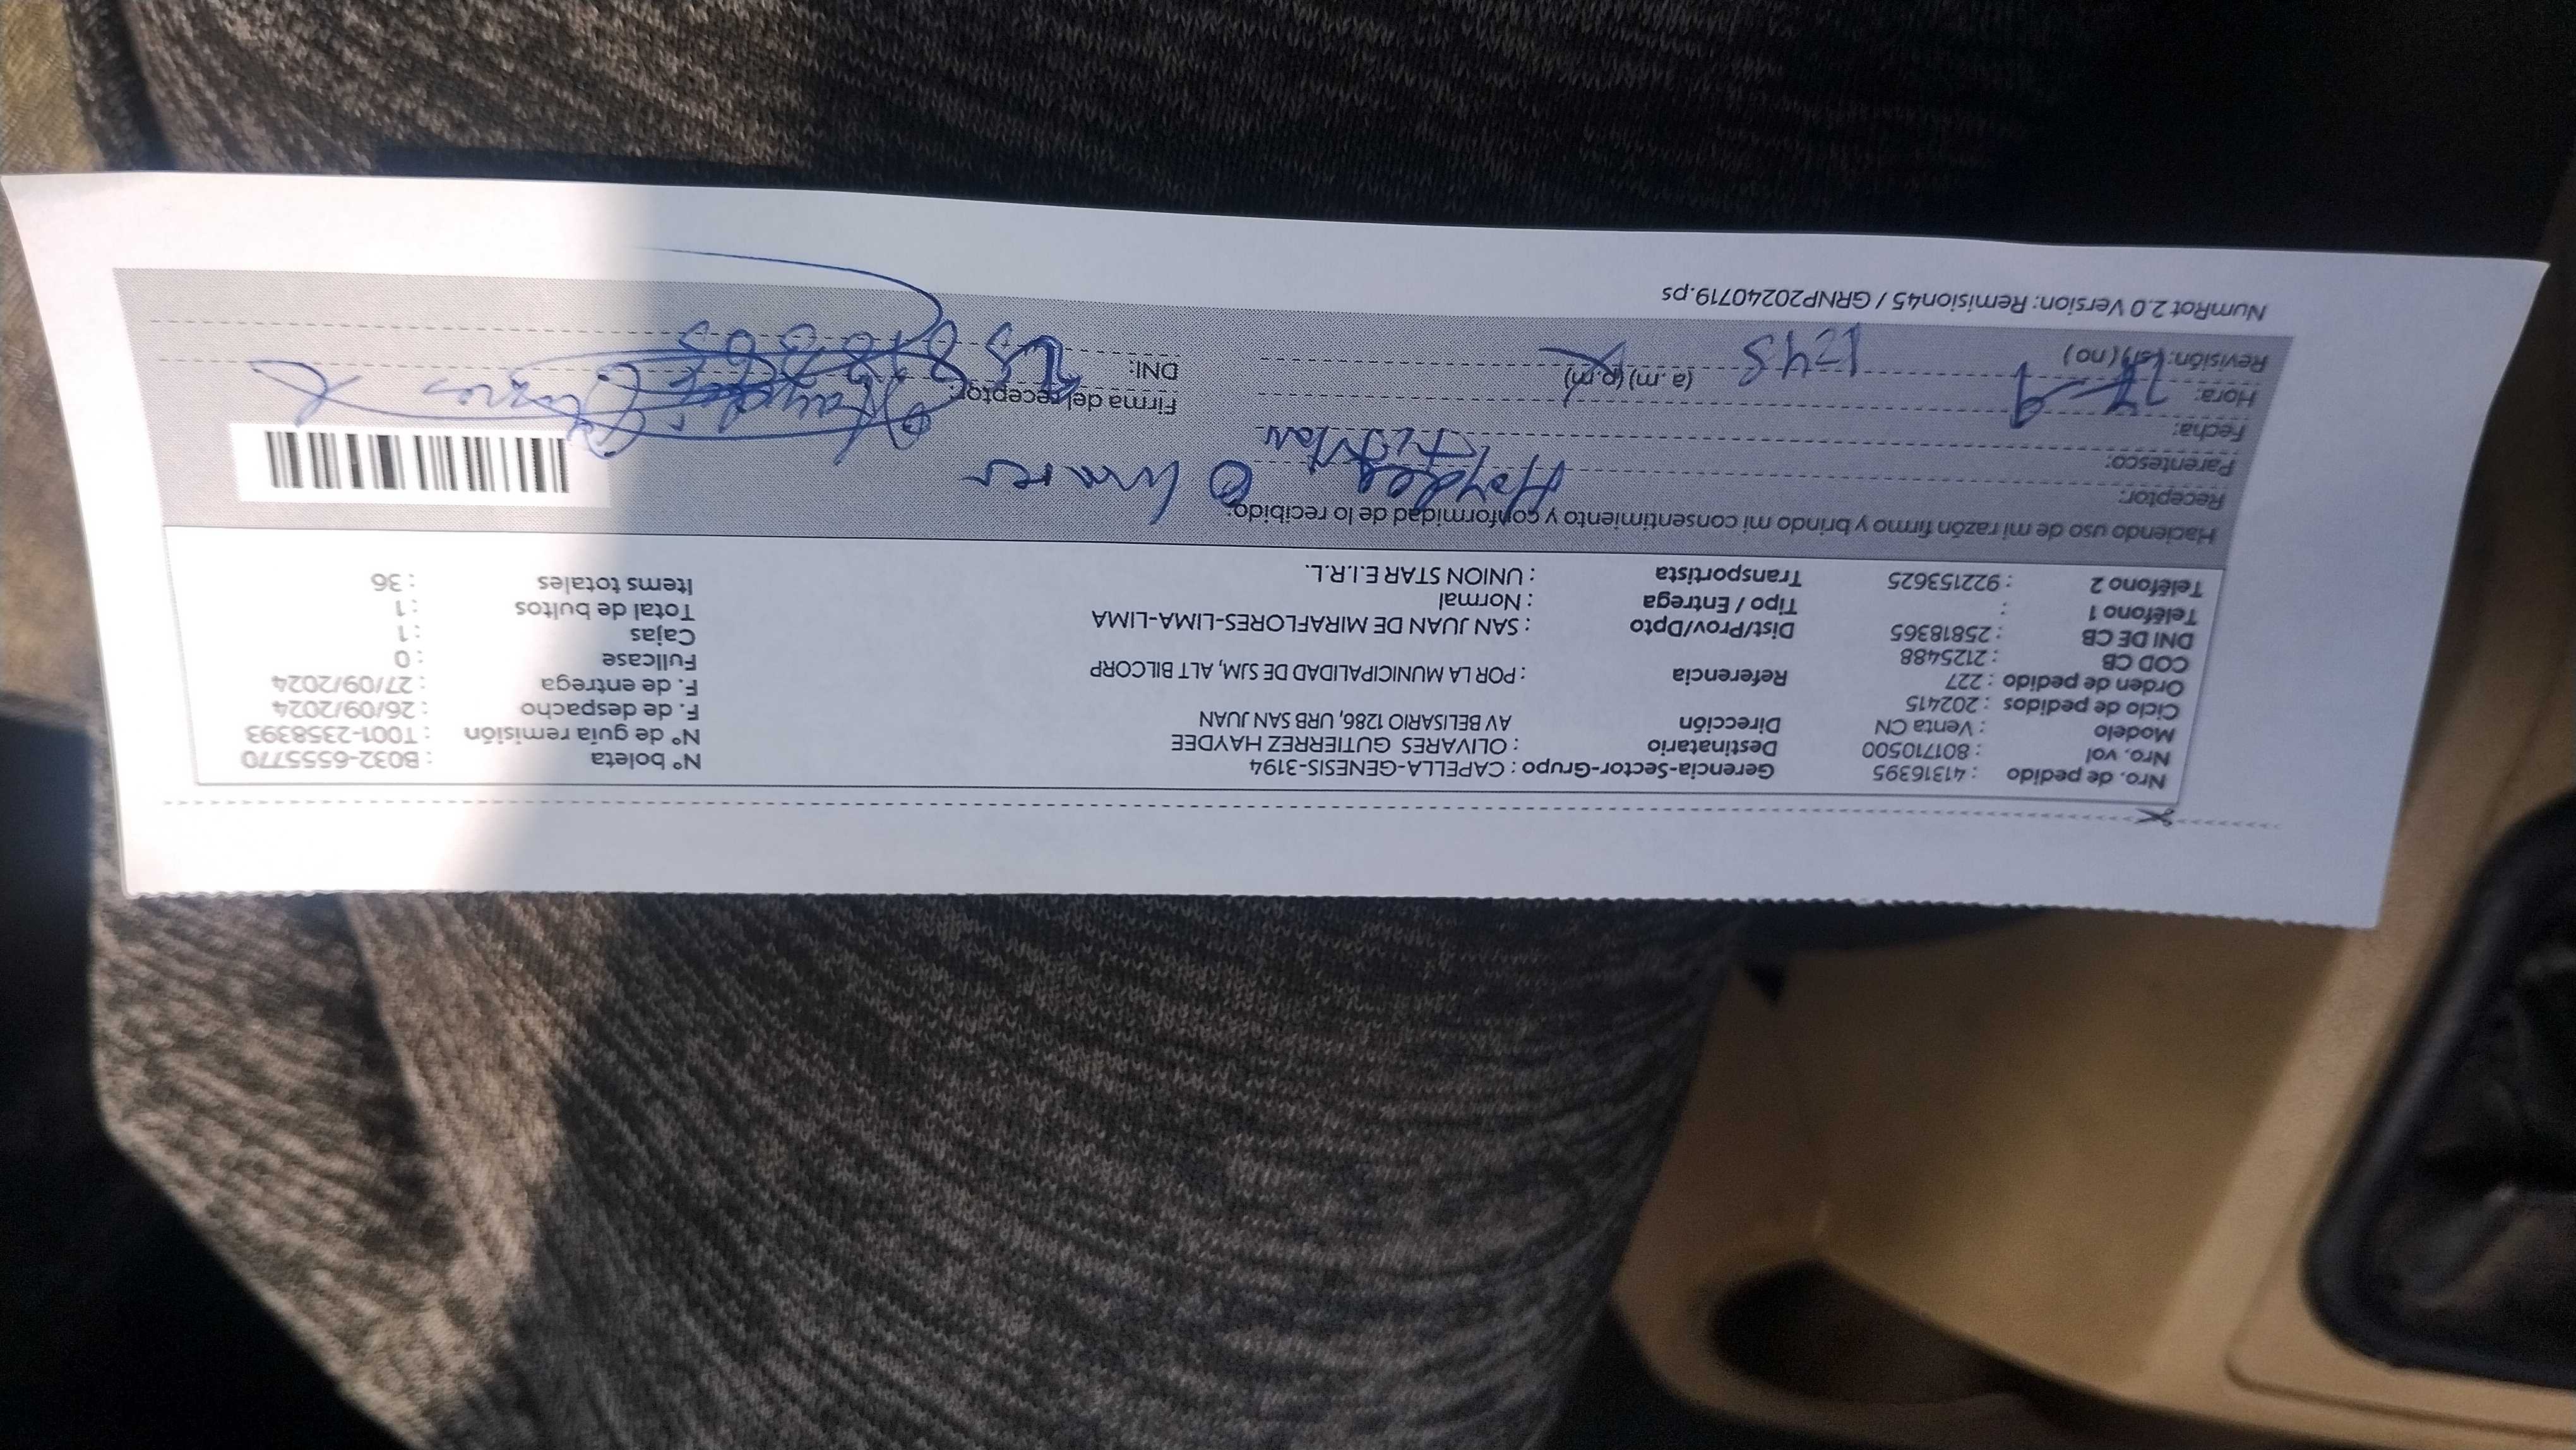 Nro. de pedido : 41316395 Gerencia-Sector-Grupo : CAPELLA-GENESIS-3194 N° boleta : B032-6555770
Nro. vol : 801710500 Destinatario : OLIVARES GUTIERREZ HAYDEE N° de guía remisión : T001-2358393
Modelo : Venta CN Dirección AV BELISARIO 1286, URB SAN JUAN F. de despacho : 26/09/2024
Ciclo de pedidos : 202415 F. de entrega : 27/09/2024
Orden de pedido : 227 Referencia : POR LA MUNICIPALIDAD DE SJM, ALT BILCORP Fullcase : 0
COD CB : 2125488 Cajas : 1
DNI DE CB : 25818365 Dist/Prov/Dpto : SAN JUAN DE MIRAFLORES-LIMA-LIMA Total de bultos : 1
Teléfono 1 : Tipo / Entrega : Normal Items totales : 36
Teléfono 2 : 922153625 Transportista : UNION STAR E.I.R.L.
Haciendo uso de mi razón firmo y brindo mi consentimiento y conformidad de lo recibido:
Receptor: Haydee
Parentesco:
Fecha:
Hora: 1248 (a.m) (p.m) Firma del receptor:
Revisión: (si) (no) DNI: 25818365
NumRot 2.0 Version: Remision45 / GRNP20240719.ps